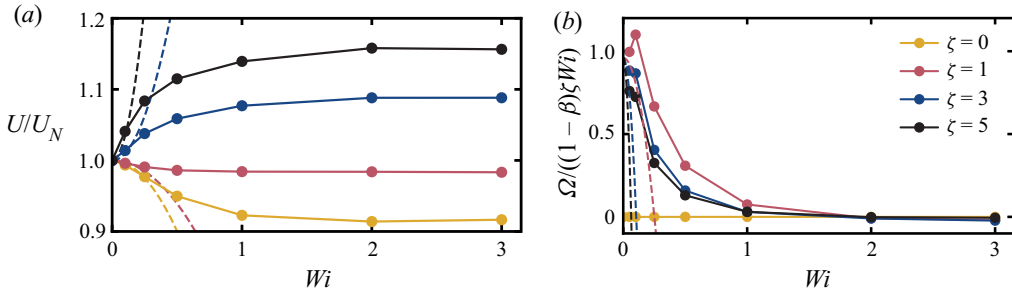 (a)
1.2
1.1
U/U_N
1.0
0.9
0 1 2 3
Wi
(b)
1.0
0.5
0
Ω/((1 − β)ζWi)
0 1 2 3
Wi
ζ = 0
ζ = 1
ζ = 3
ζ = 5